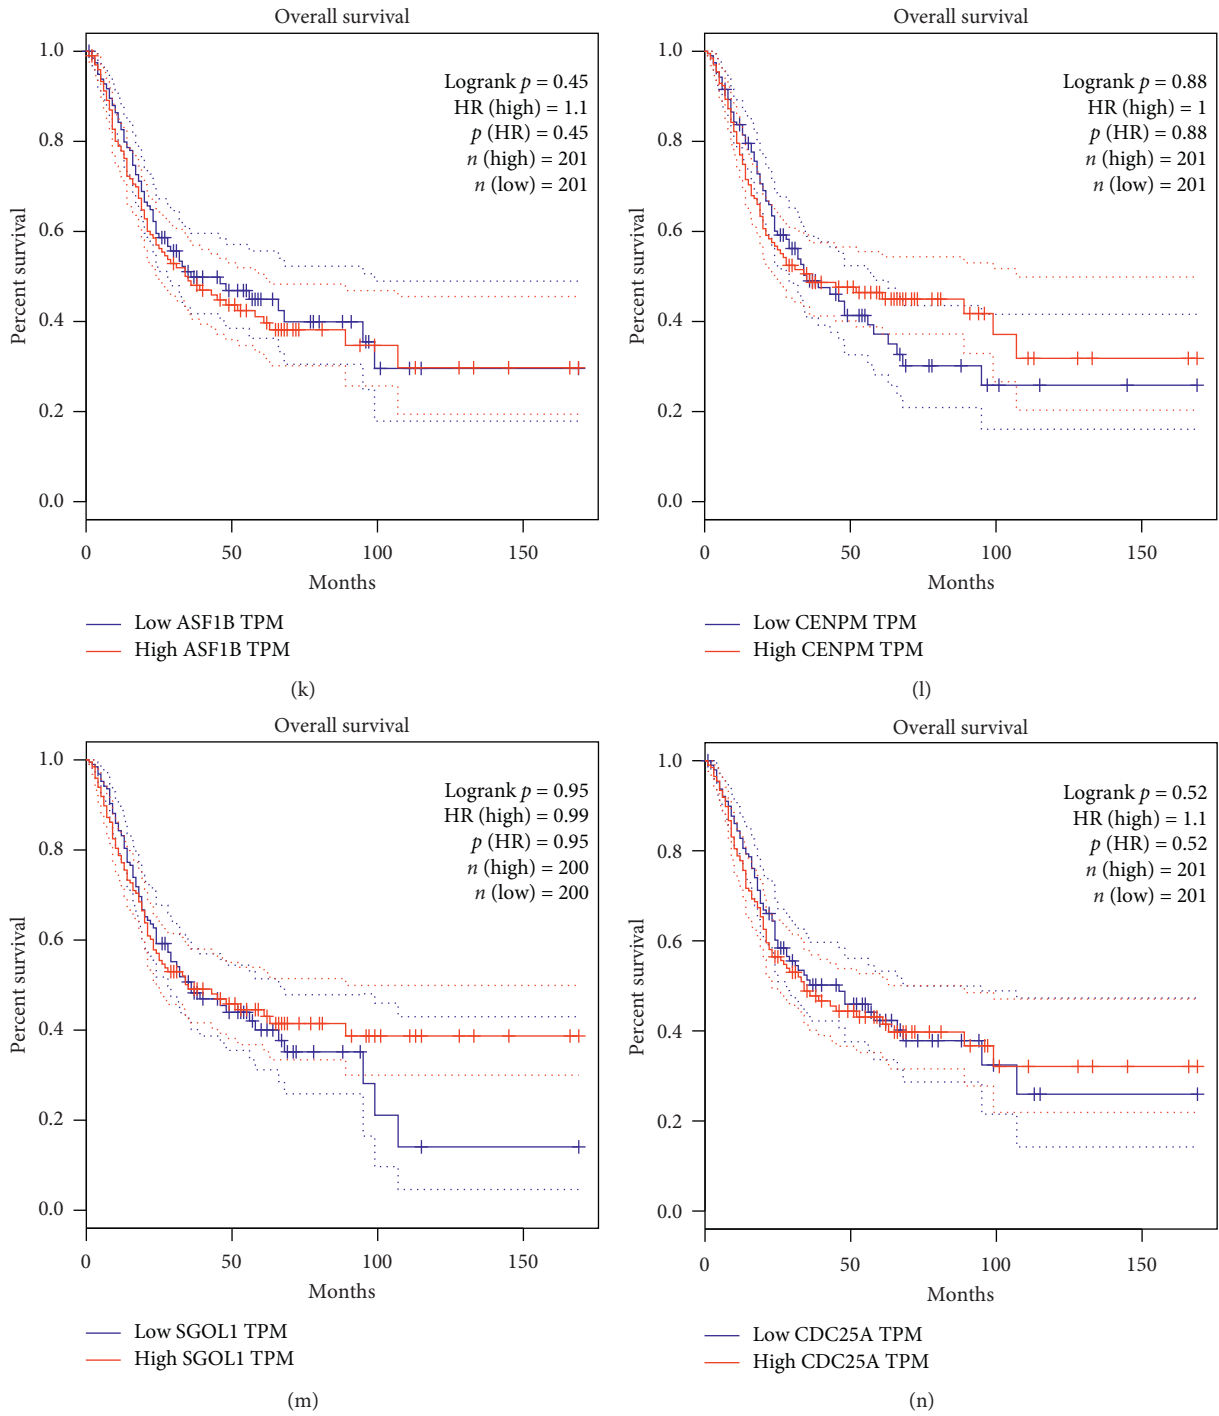 Overall survival
1.0
0.8
0.6
0.4
0.2
0.0
Percent survival
Logrank p = 0.45
HR (high) = 1.1
p (HR) = 0.45
n (high) = 201
n (low) = 201
0 50 100 150
Months
Low ASF1B TPM
High ASF1B TPM
(k)
Overall survival
1.0
0.8
0.6
0.4
0.2
0.0
Percent survival
Logrank p = 0.88
HR (high) = 1
p (HR) = 0.88
n (high) = 201
n (low) = 201
0 50 100 150
Months
Low CENPM TPM
High CENPM TPM
(l)
Overall survival
1.0
0.8
0.6
0.4
0.2
0.0
Percent survival
Logrank p = 0.95
HR (high) = 0.99
p (HR) = 0.95
n (high) = 200
n (low) = 200
0 50 100 150
Months
Low SGOL1 TPM
High SGOL1 TPM
(m)
Overall survival
1.0
0.8
0.6
0.4
0.2
0.0
Percent survival
Logrank p = 0.52
HR (high) = 1.1
p (HR) = 0.52
n (high) = 201
n (low) = 201
0 50 100 150
Months
Low CDC25A TPM
High CDC25A TPM
(n)